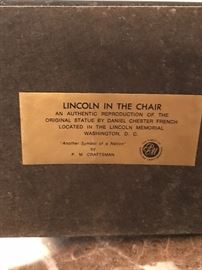 LINCOLN IN THE CHAIR
AN AUTHENTIC REPRODUCTION OF THE
ORIGINAL STATUE BY DANIEL CHESTER FRENCH
LOCATED IN THE LINCOLN MEMORIAL
WASHINGTON, D. C.
"Another Symbol of a Nation"
by
P. M. CRAFTSMAN